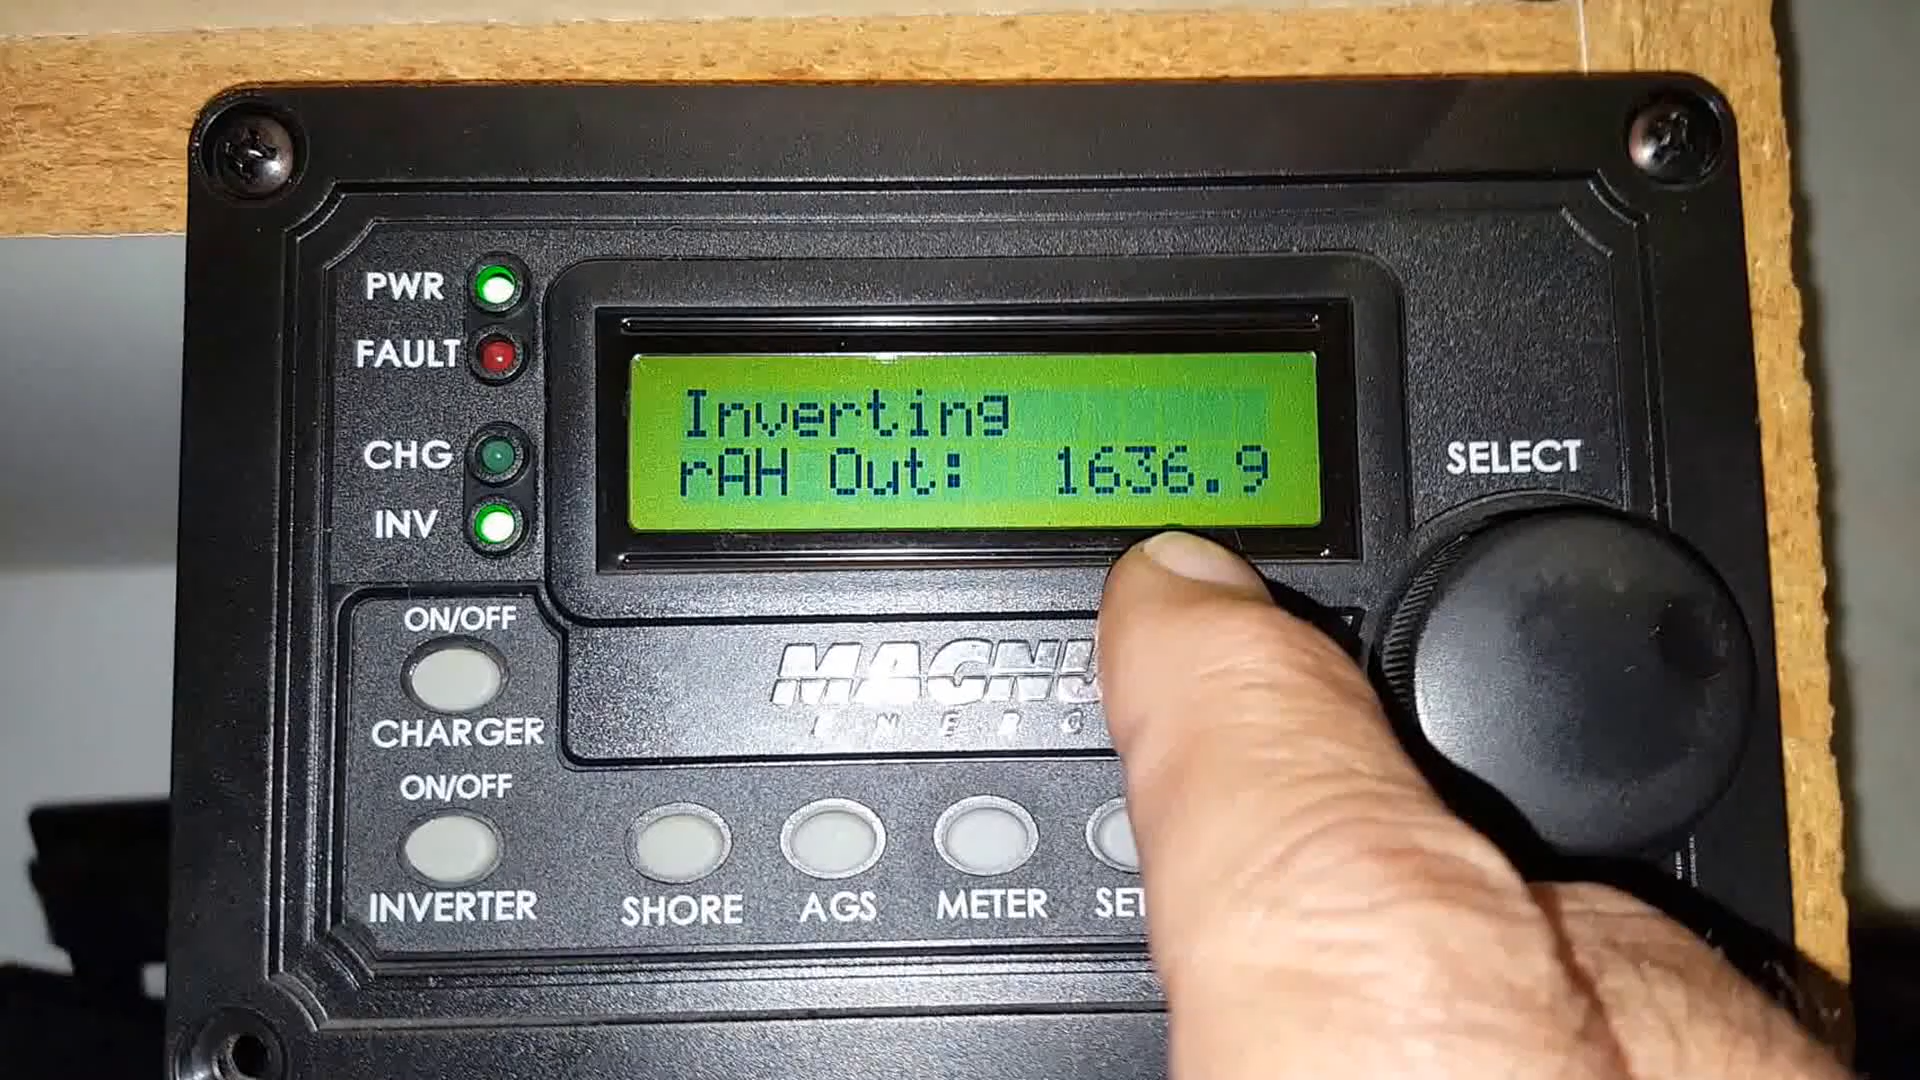 PWR
FAULT
CHG
INV
Inverting
rAH Out: 1636.9
SELECT
ON/OFF
CHARGER
ON/OFF
INVERTER
SHORE
AGS
METER